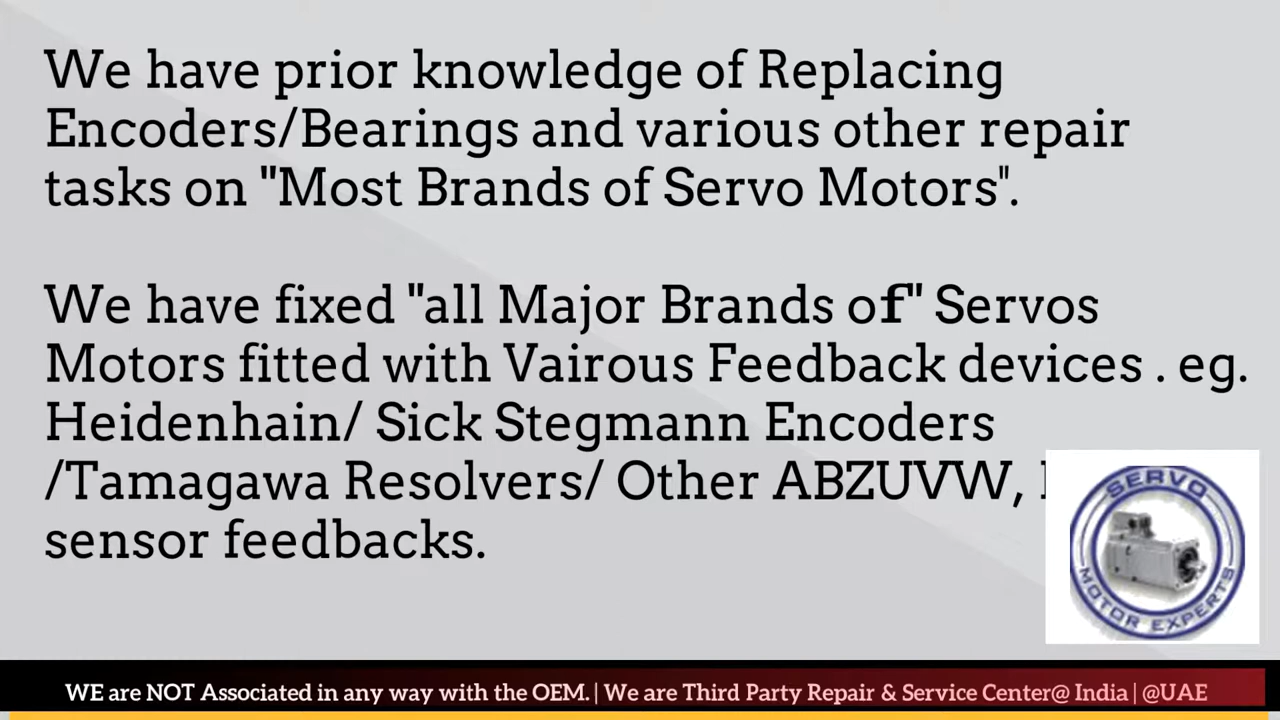 We have prior knowledge of Replacing
Encoders/Bearings and various other repair
tasks on "Most Brands of Servo Motors".
We have fixed "all Major Brands of" Servos
Motors fitted with Vairous Feedback devices . eg.
Heidenhain/ Sick Stegmann Encoders
/Tamagawa Resolvers/ Other ABZUVW,
sensor feedbacks.
SERVO
MOTOR EXPERTS
WE are NOT Associated in any way with the OEM. | We are Third Party Repair & Service Center@ India | @UAE